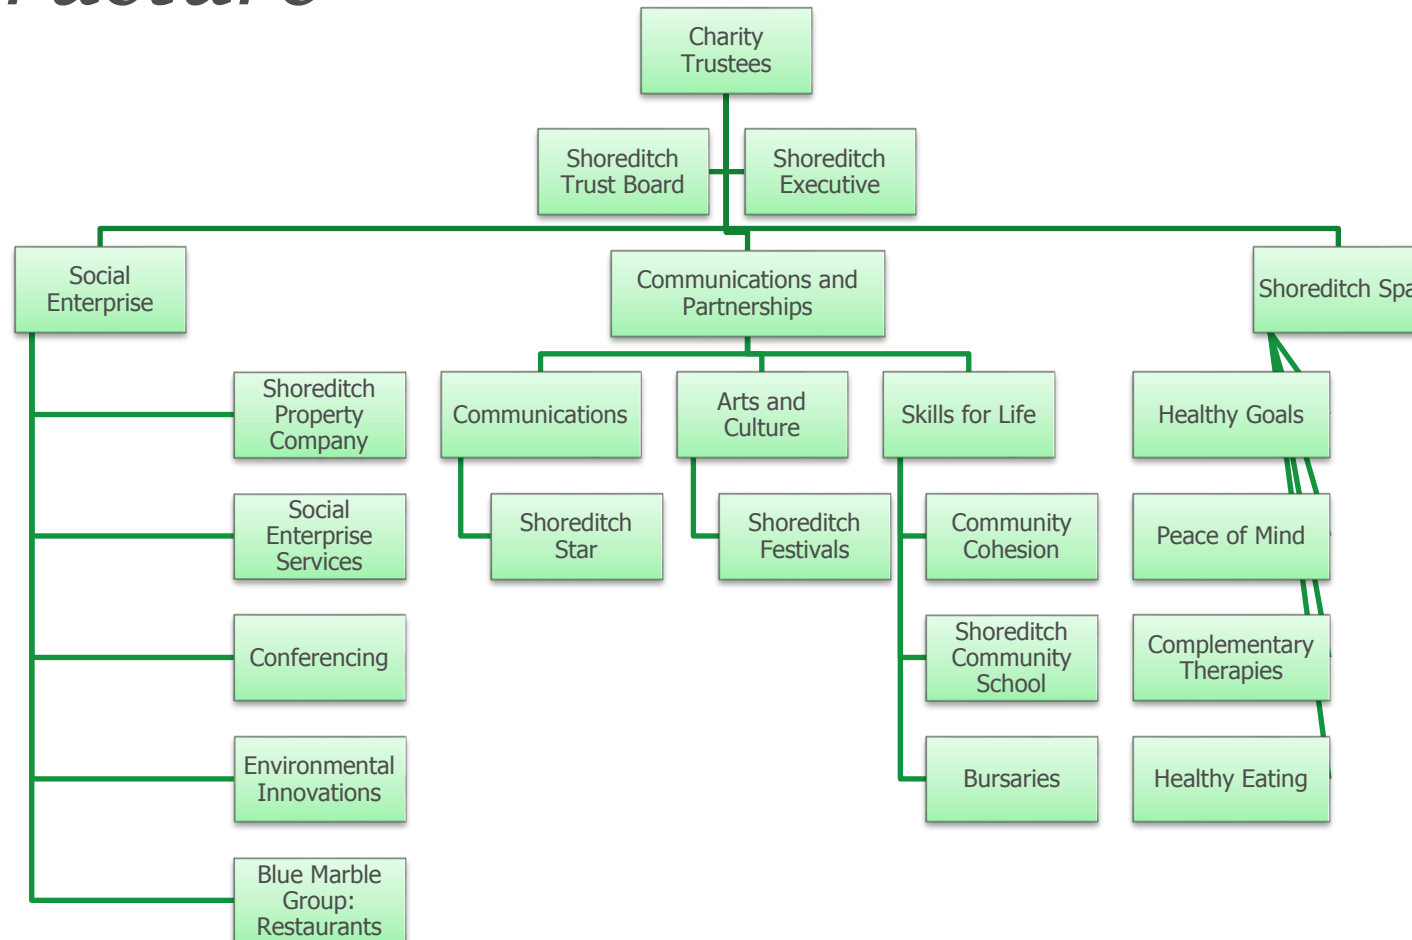 Charity
Trustees
Shoreditch
Trust Board
Shoreditch
Executive
Social
Enterprise
Communications and
Partnerships
Shoreditch Spa
Shoreditch
Property
Company
Communications
Arts and
Culture
Skills for Life
Healthy Goals
Social
Enterprise
Services
Shoreditch
Star
Shoreditch
Festivals
Community
Cohesion
Peace of Mind
Conferencing
Shoreditch
Community
School
Complementary
Therapies
Environmental
Innovations
Bursaries
Healthy Eating
Blue Marble
Group:
Restaurants